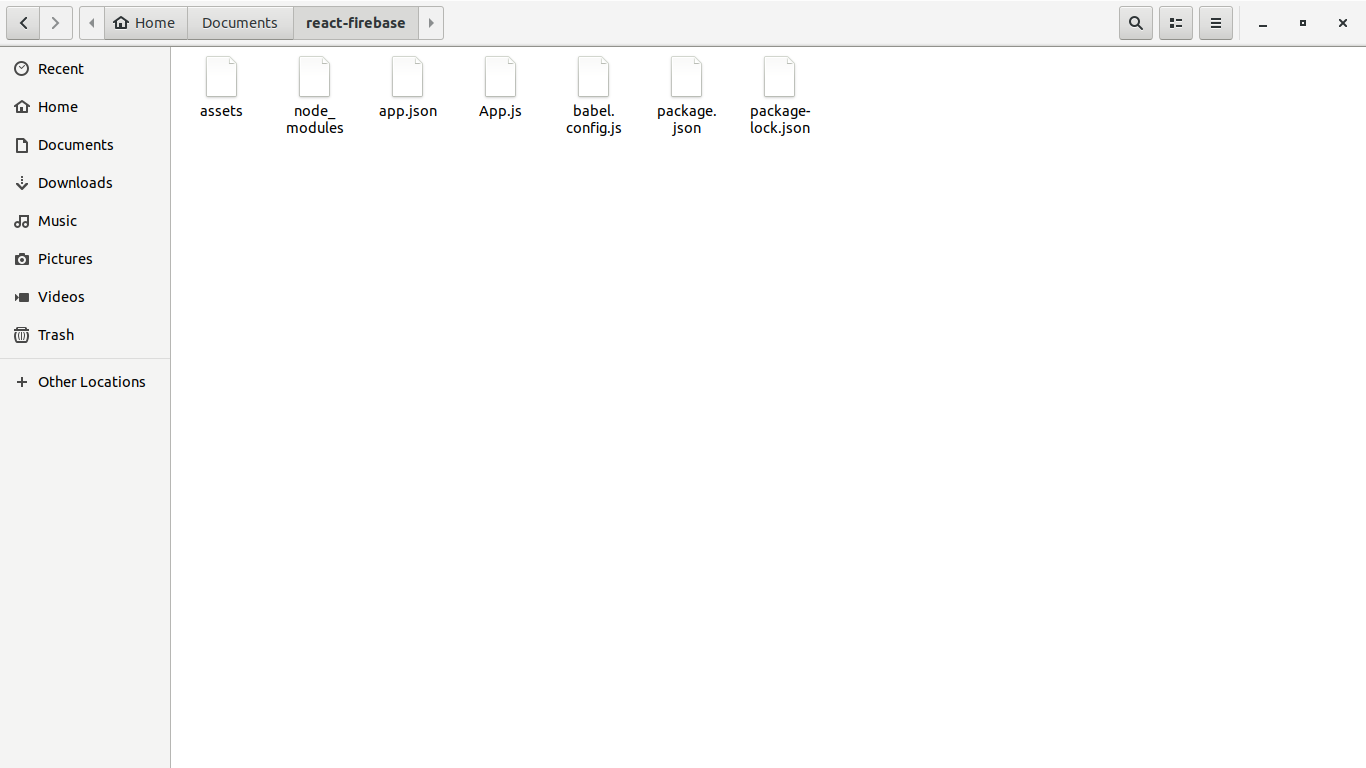 Home
Documents
react-firebase
Recent
Home
Documents
Downloads
Music
Pictures
Videos
Trash
Other Locations
assets
node_
modules
app.json
App.js
babel.
config.js
package.
json
package-
lock.json